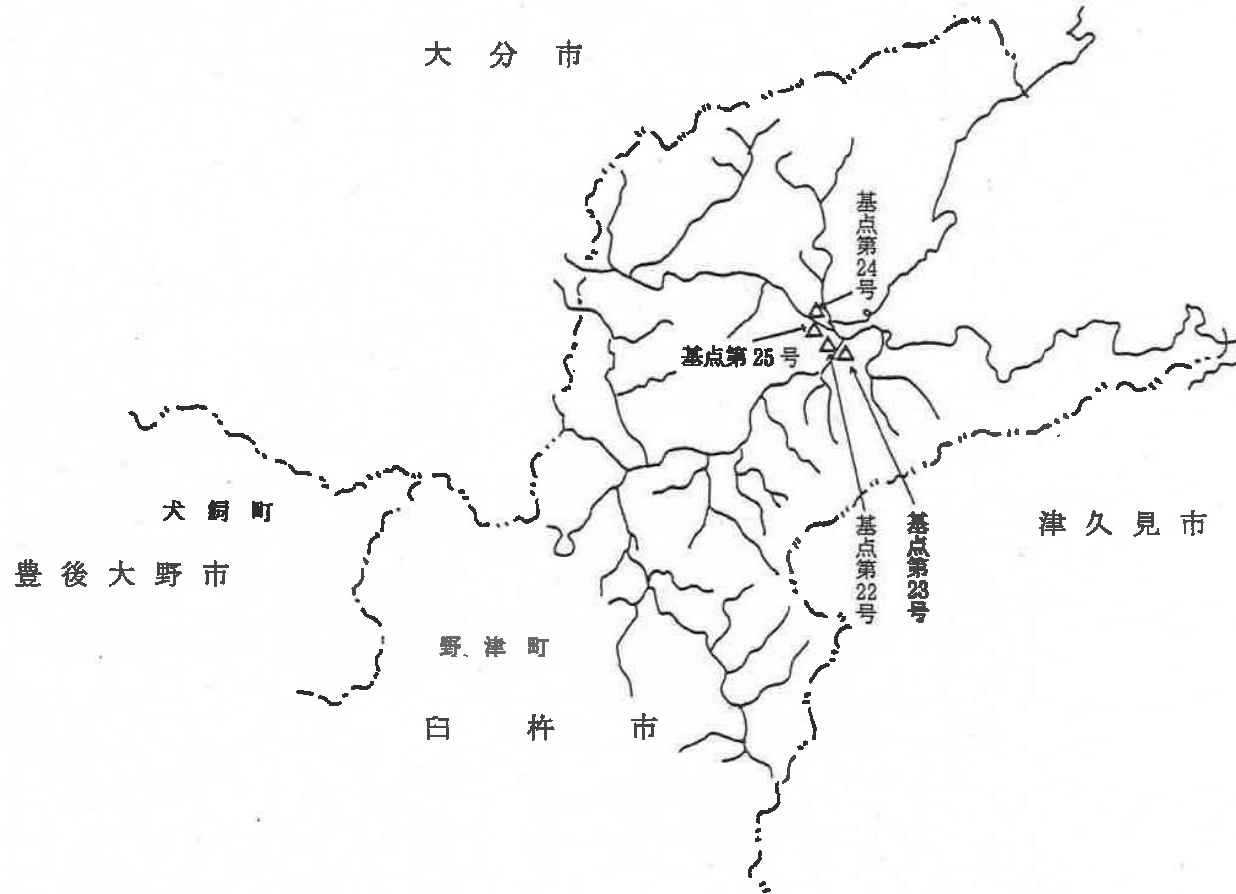 大分市
基点第24号
基点第25号
犬飼町
基点第22号
基点第23号
津久見市
豊後大野市
野津町
臼杵市